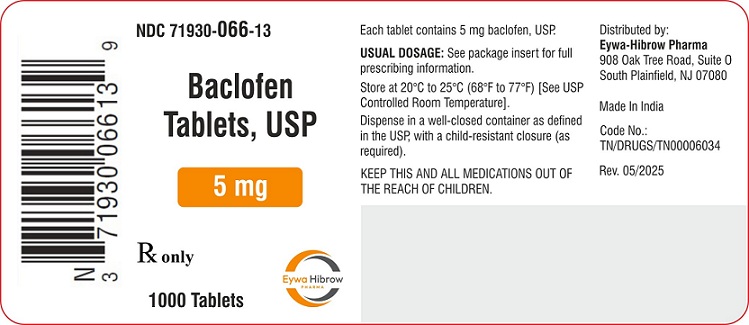 NDC 71930-066-13
Baclofen
Tablets, USP
5 mg
Rx only
1000 Tablets
Eywa Hibrow
PHARMA
N
3 71930 06613 9
Each tablet contains 5 mg baclofen, USP.
USUAL DOSAGE: See package insert for full
prescribing information.
Store at 20°C to 25°C (68°F to 77°F) [See USP
Controlled Room Temperature].
Dispense in a well-closed container as defined
in the USP, with a child-resistant closure (as
required).
KEEP THIS AND ALL MEDICATIONS OUT OF
THE REACH OF CHILDREN.
Distributed by:
Eywa-Hibrow Pharma
908 Oak Tree Road, Suite O
South Plainfield, NJ 07080
Made In India
Code No.:
TN/DRUGS/TN00006034
Rev. 05/2025